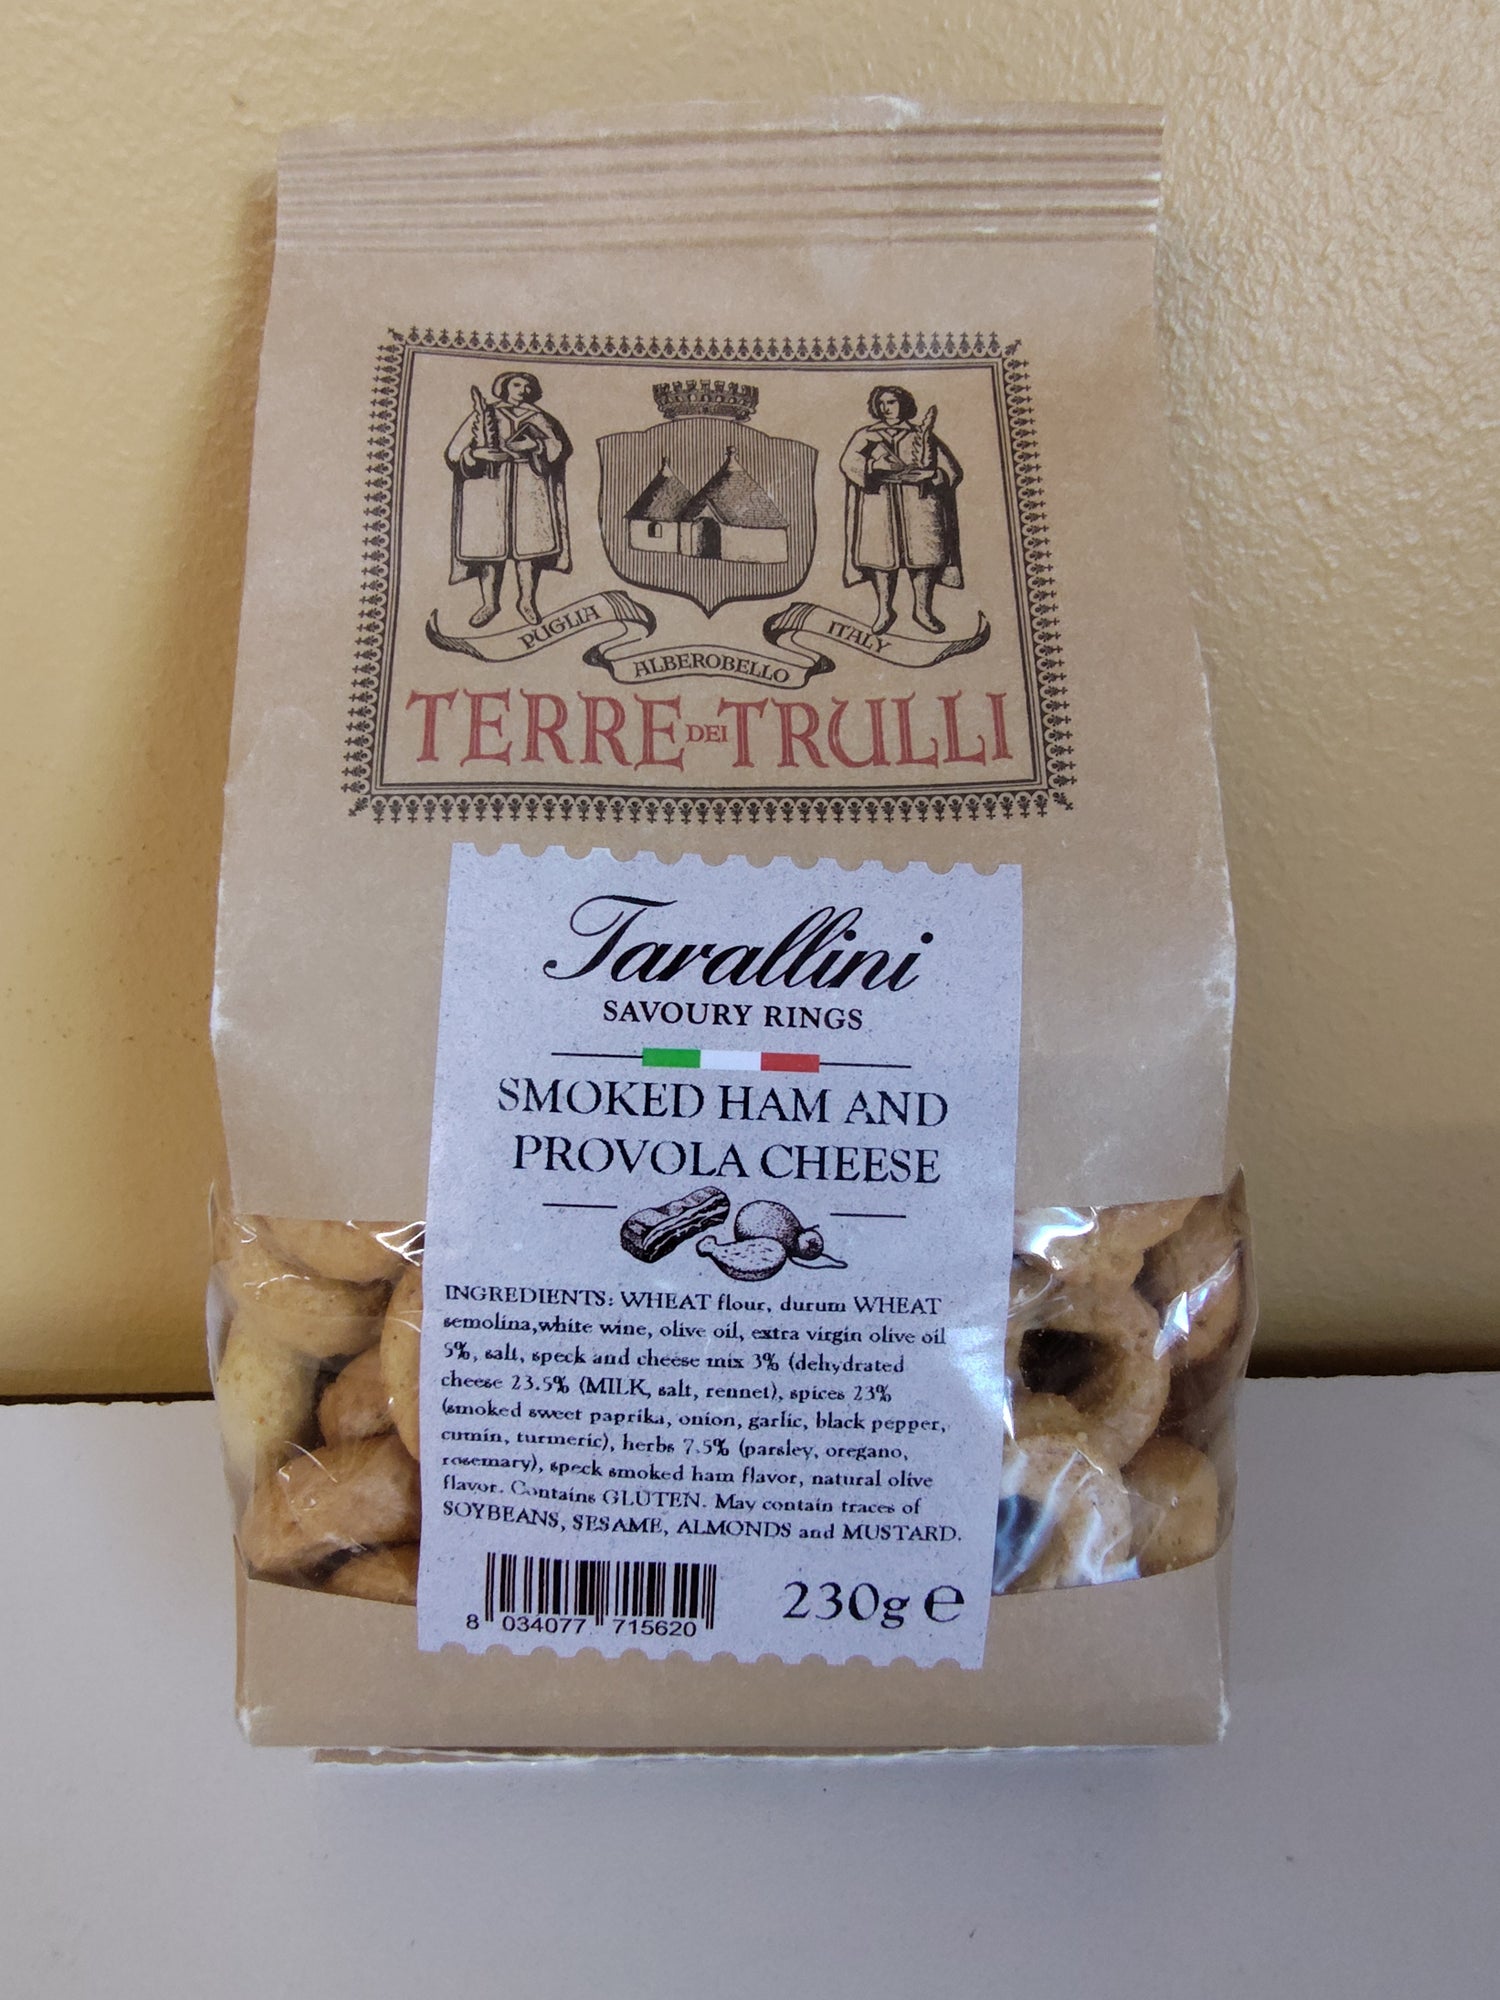 PUGLIA
ITALY
ALBEROBELLO
TERRE DEI TRULLI
Tarallini
SAVOURY RINGS
SMOKED HAM AND
PROVOLA CHEESE
INGREDIENTS: WHEAT flour, durum WHEAT
semolina,white wine, olive oil, extra virgin olive oil
5%, salt, speck and cheese mix 3% (dehydrated
cheese 23.5% (MILK, salt, rennet), spices 23%
(smoked sweet paprika, onion, garlic, black pepper,
cumin, turmeric), herbs 7.5% (parsley, oregano,
rosemary), speck smoked ham flavor, natural olive
flavor. Contains GLUTEN. May contain traces of
SOYBEANS, SESAME, ALMONDS and MUSTARD.
8 034077 715620
230g ℮